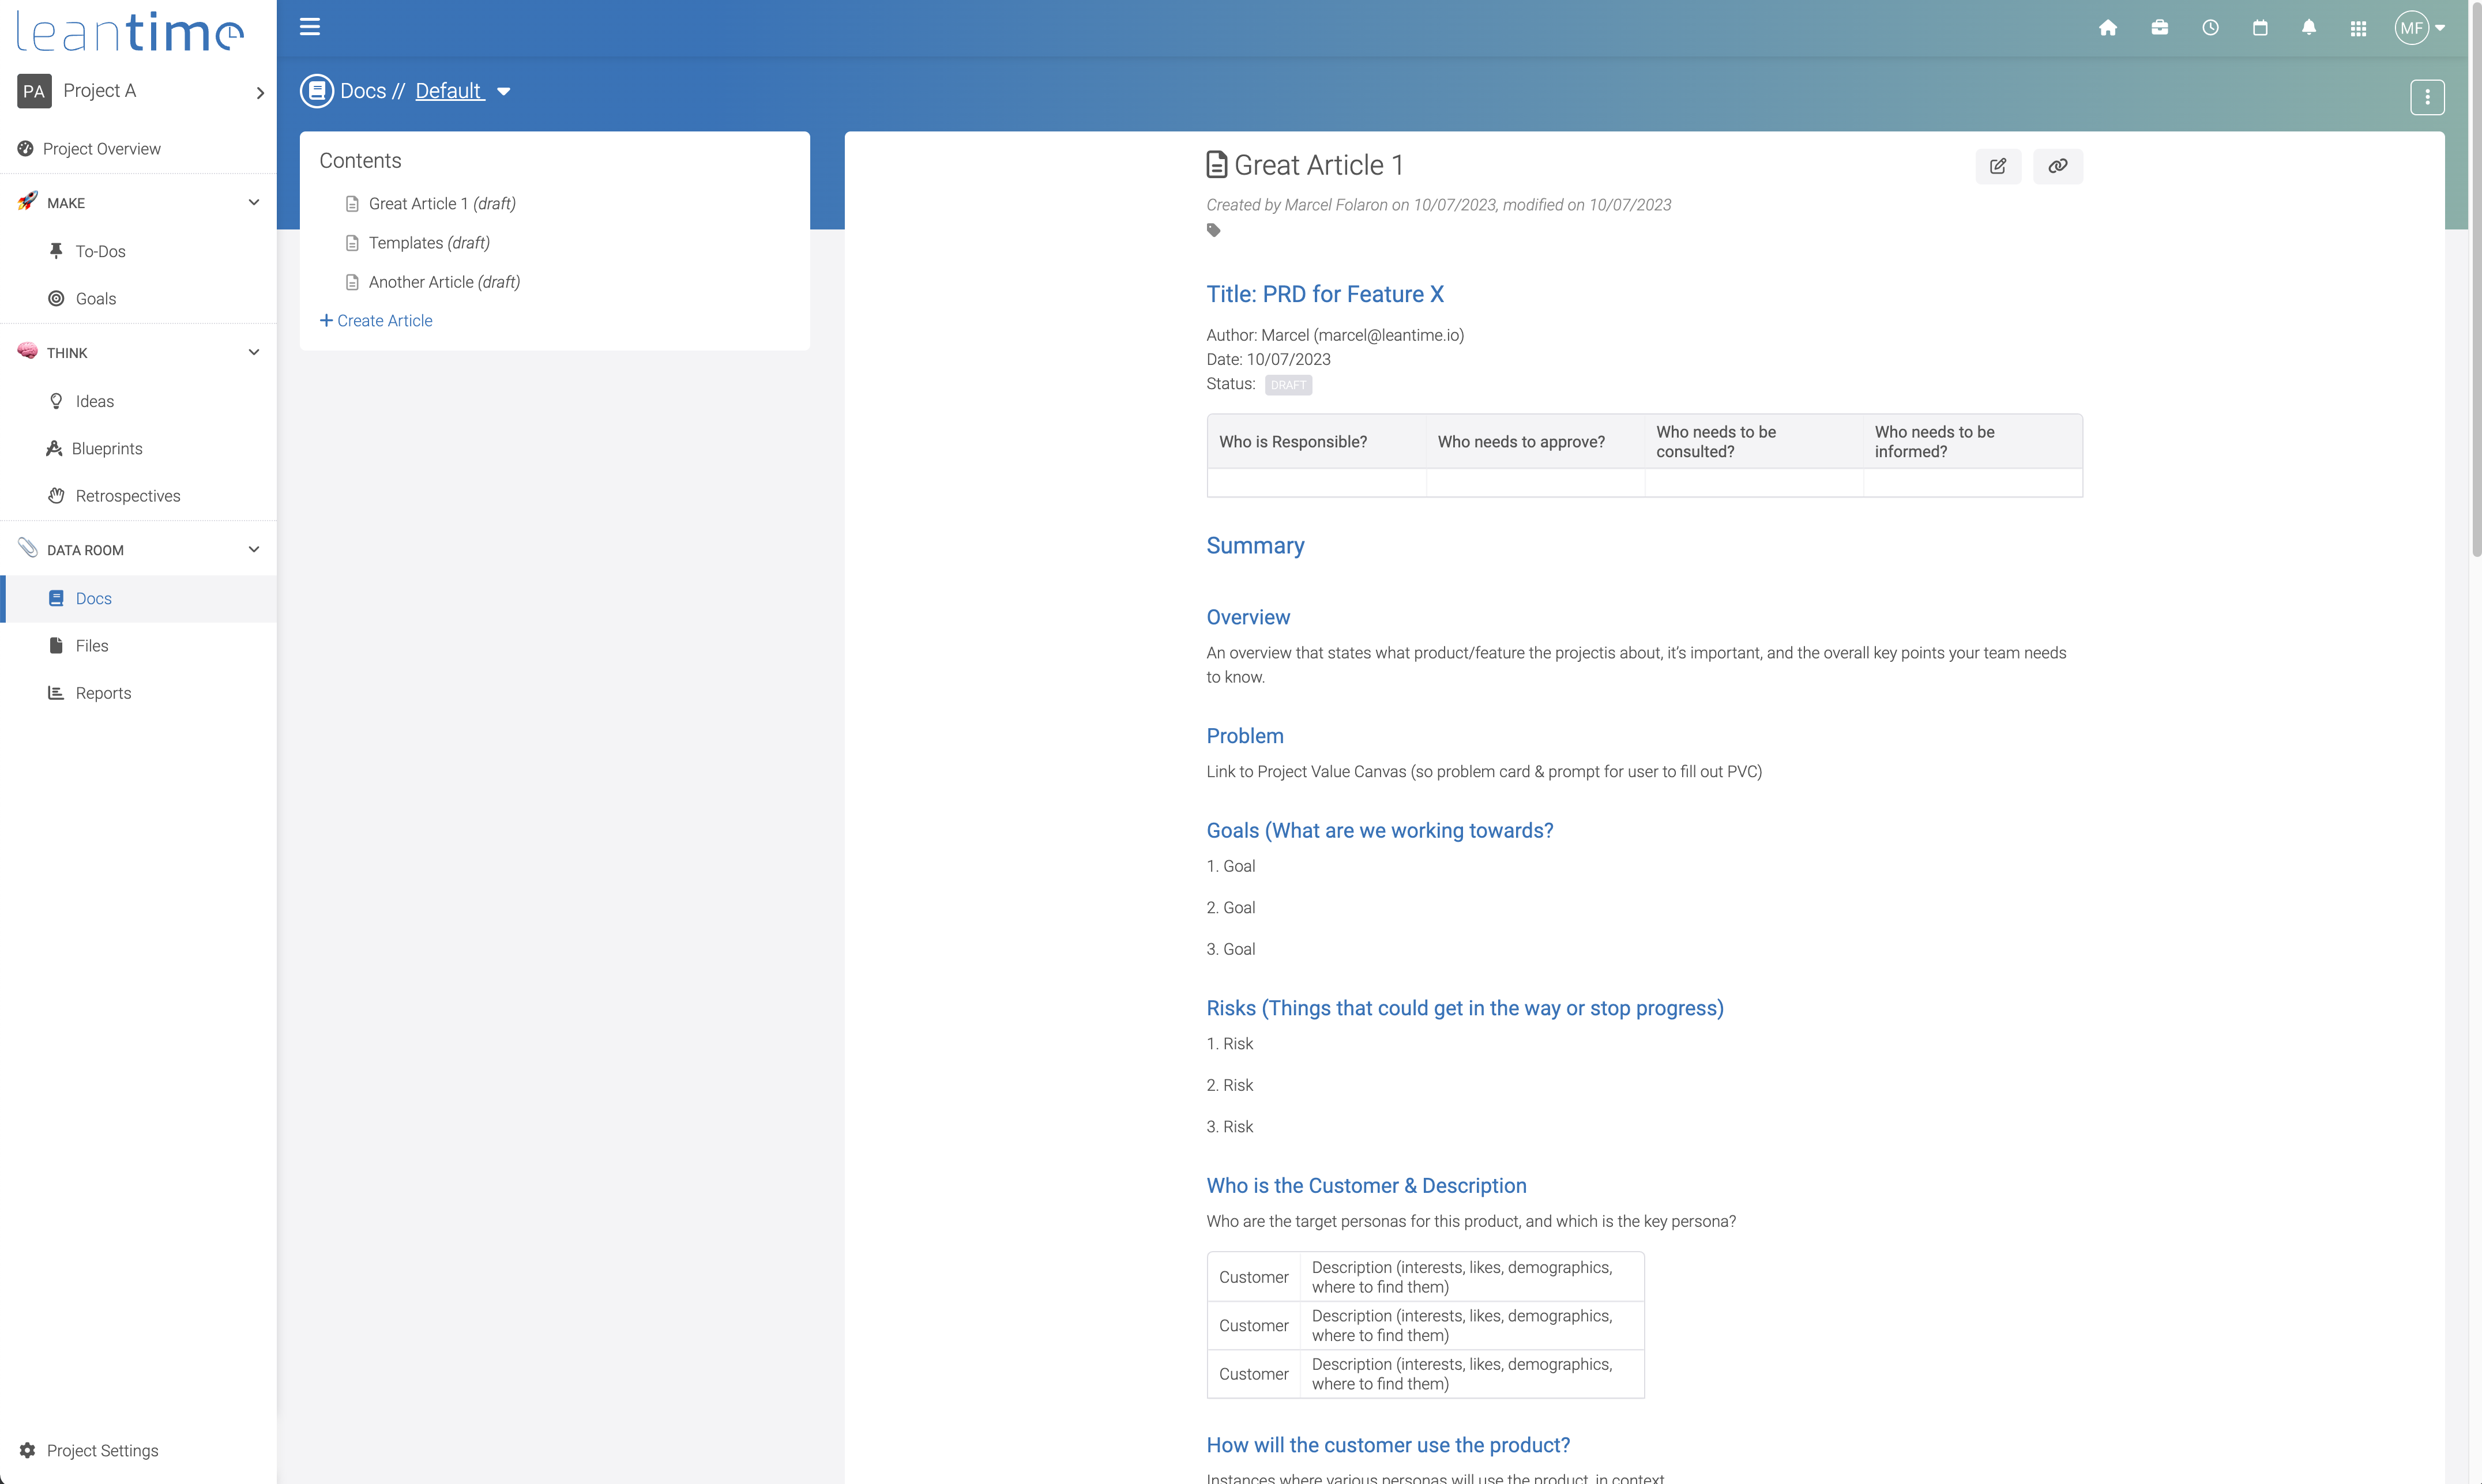 leantime
PA Project A
Project Overview
MAKE
To-Dos
Goals
THINK
Ideas
Blueprints
Retrospectives
DATA ROOM
Docs
Files
Reports
Project Settings
MF
Docs // Default
Contents
Great Article 1 (draft)
Templates (draft)
Another Article (draft)
+ Create Article
Great Article 1
Created by Marcel Folaron on 10/07/2023, modified on 10/07/2023
Title: PRD for Feature X
Author: Marcel (marcel@leantime.io)
Date: 10/07/2023
Status: DRAFT
Who is Responsible?
Who needs to approve?
Who needs to be
consulted?
Who needs to be
informed?
Summary
Overview
An overview that states what product/feature the projectis about, it's important, and the overall key points your team needs
to know.
Problem
Link to Project Value Canvas (so problem card & prompt for user to fill out PVC)
Goals (What are we working towards?
1. Goal
2. Goal
3. Goal
Risks (Things that could get in the way or stop progress)
1. Risk
2. Risk
3. Risk
Who is the Customer & Description
Who are the target personas for this product, and which is the key persona?
Customer
Description (interests, likes, demographics,
where to find them)
Customer
Description (interests, likes, demographics,
where to find them)
Customer
Description (interests, likes, demographics,
where to find them)
How will the customer use the product?
Instances where various personas will use the product, in context